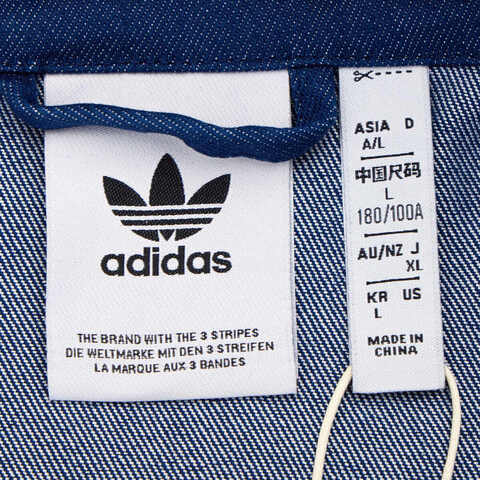 adidas
THE BRAND WITH THE 3 STRIPES
DIE WELTMARKE MIT DEN 3 STREIFEN
LA MARQUE AUX 3 BANDES
ASIA D
A/L
中国尺码
L
180/100A
AU/NZ J
XL
KR US
L
MADE IN
CHINA